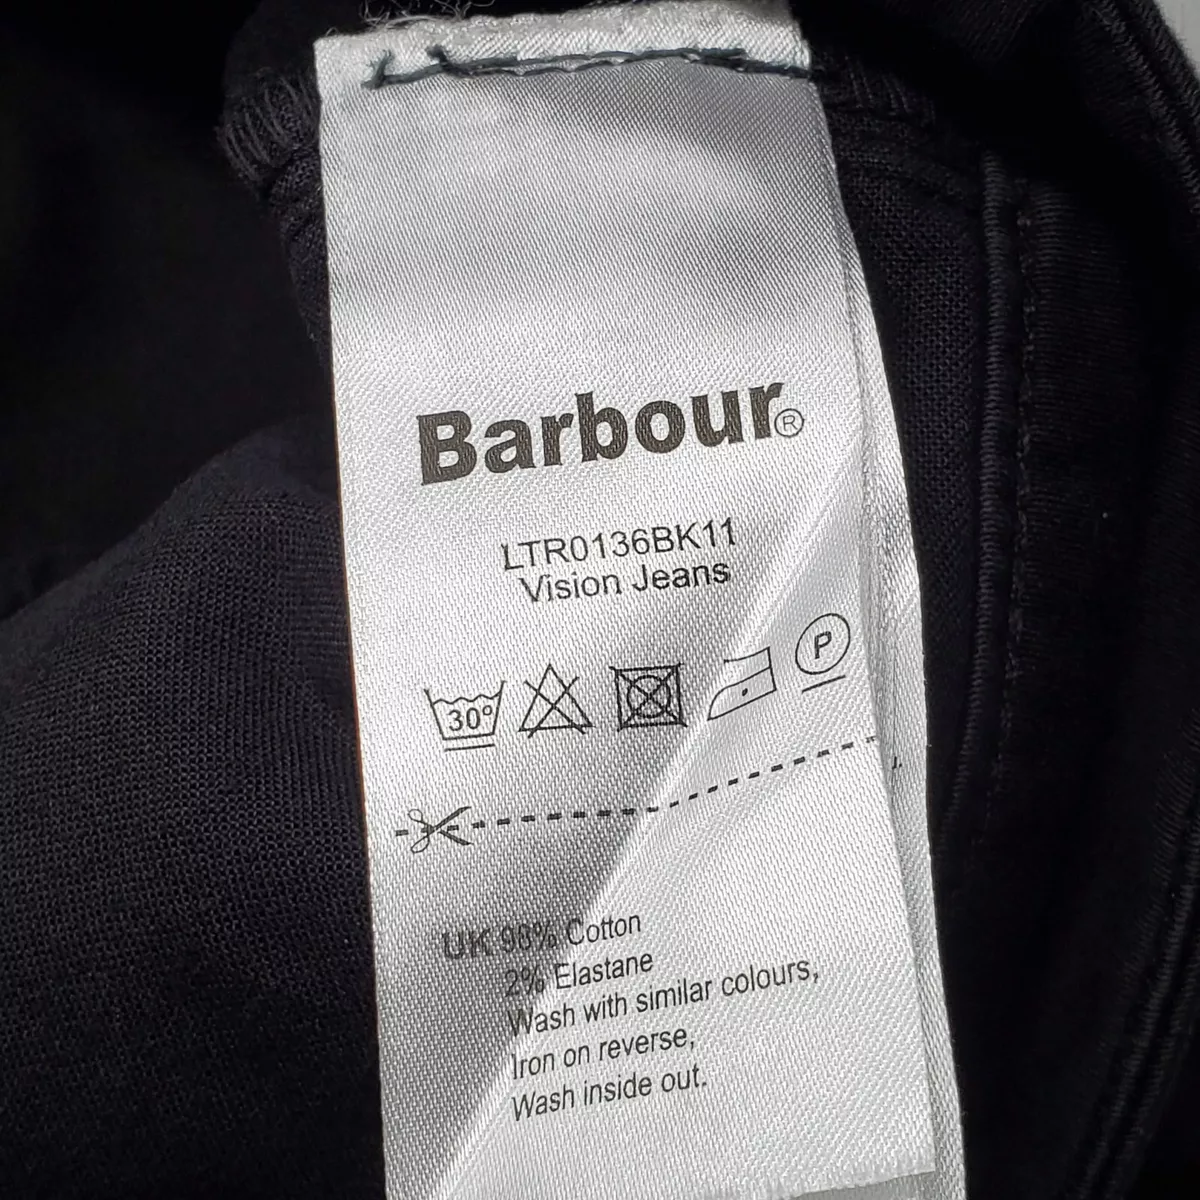 Barbour®
LTR0136BK11
Vision Jeans
30°
P
UK 98% Cotton
2% Elastane
Wash with similar colours,
Iron on reverse,
Wash inside out.